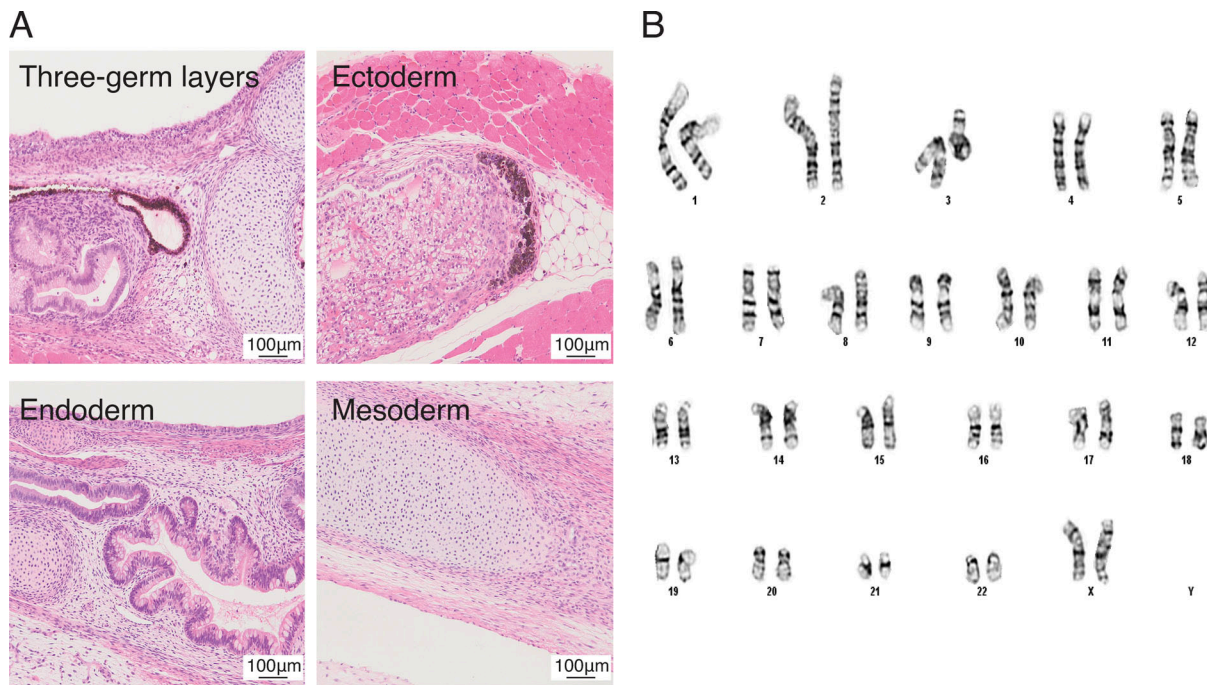 A
B
Three-germ layers
Ectoderm
100μm
100μm
Endoderm
Mesoderm
100μm
100μm
1 2 3 4 5
6 7 8 9 10 11 12
13 14 15 16 17 18
19 20 21 22 X Y